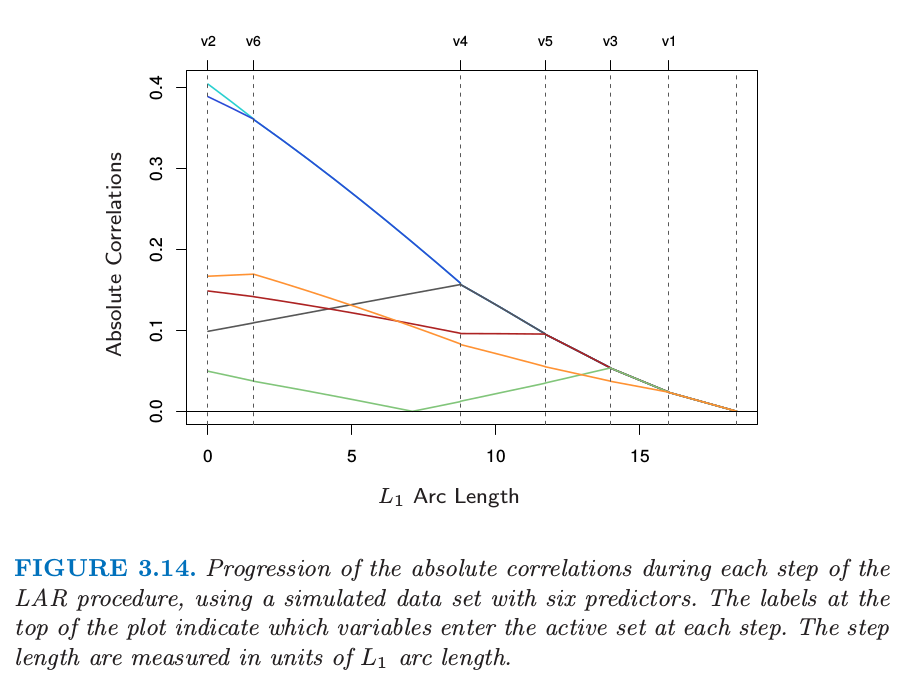 v2 v6 v4 v5 v3 v1
0.4
0.3
0.2
0.1
0.0
Absolute Correlations
0 5 10 15
L1 Arc Length
FIGURE 3.14. Progression of the absolute correlations during each step of the
LAR procedure, using a simulated data set with six predictors. The labels at the
top of the plot indicate which variables enter the active set at each step. The step
length are measured in units of L1 arc length.